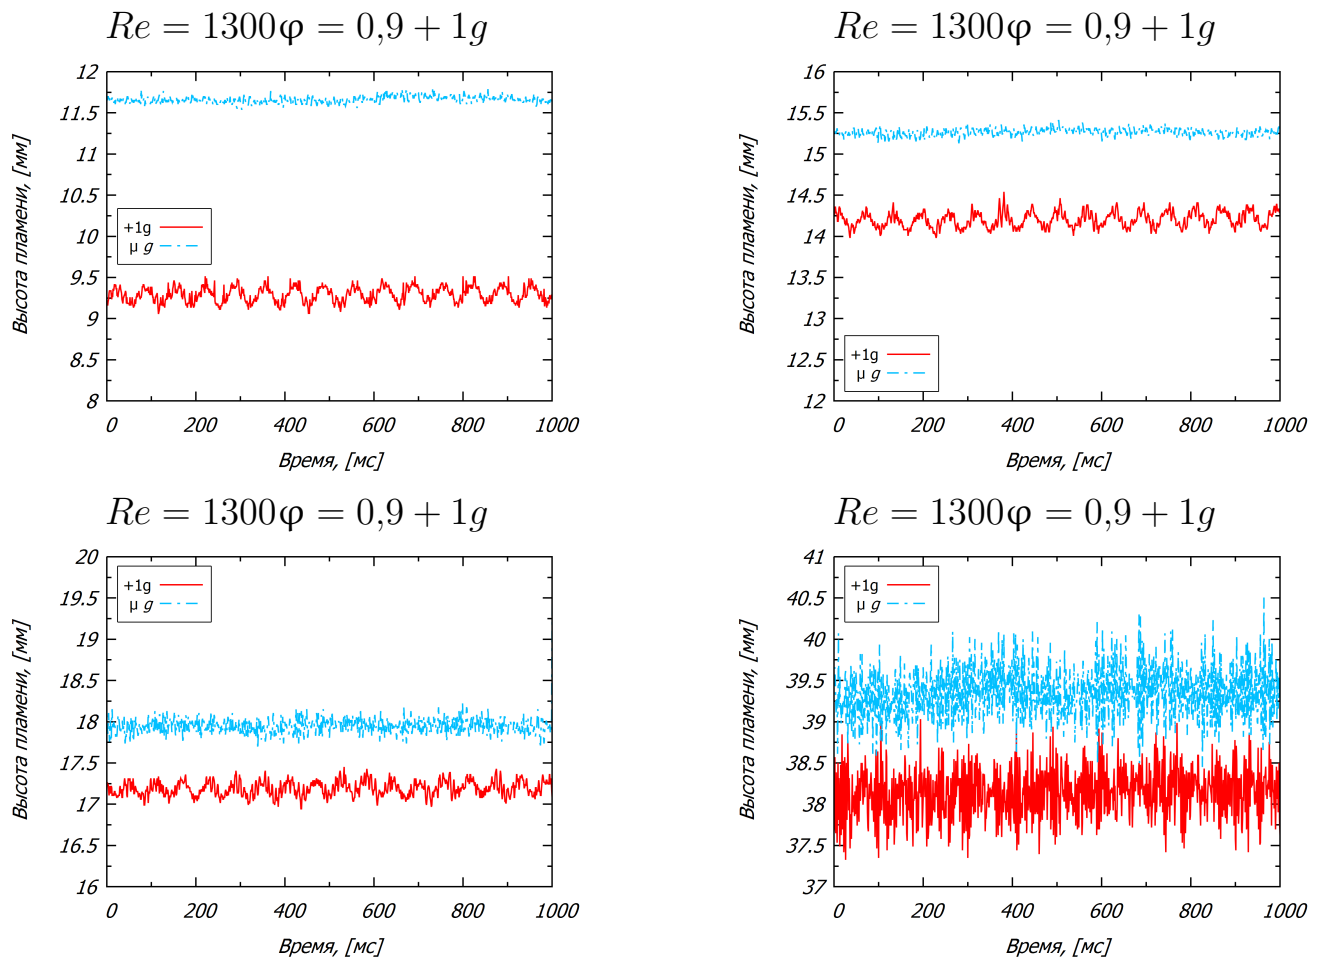 Re = 1300φ = 0,9 + 1g
Re = 1300φ = 0,9 + 1g
12
11.5
11
10.5
10
9.5
9
8.5
8
Высота пламени, [мм]
+1g
μ g
0 200 400 600 800 1000
Время, [мс]
16
15.5
15
14.5
14
13.5
13
12.5
12
Высота пламени, [мм]
+1g
μ g
0 200 400 600 800 1000
Время, [мс]
Re = 1300φ = 0,9 + 1g
Re = 1300φ = 0,9 + 1g
20
19.5
19
18.5
18
17.5
17
16.5
16
Высота пламени, [мм]
+1g
μ g
0 200 400 600 800 1000
Время, [мс]
41
40.5
40
39.5
39
38.5
38
37.5
37
Высота пламени, [мм]
+1g
μ g
0 200 400 600 800 1000
Время, [мс]